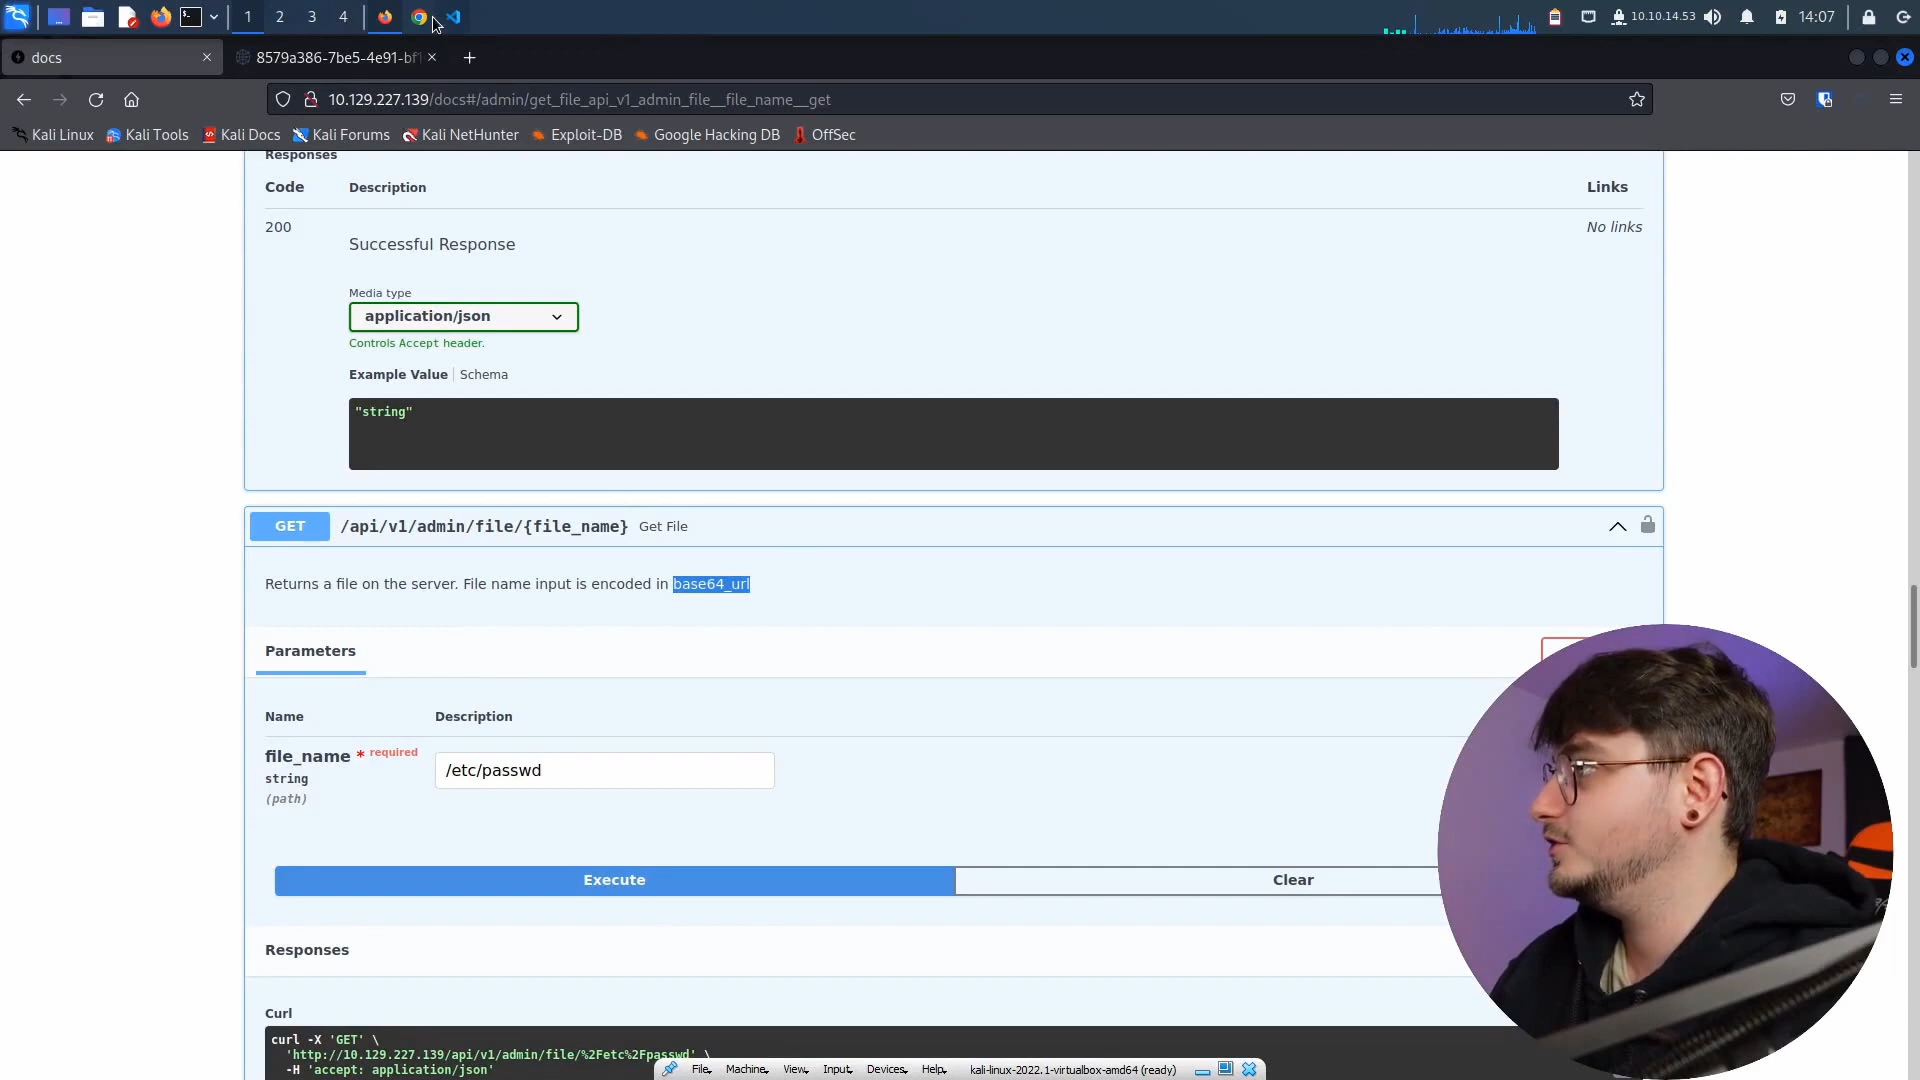 1 2 3 4
10.10.14.53
14:07
docs
8579a386-7be5-4e91-bf
10.129.227.139/docs#/admin/get_file_api_v1_admin_file__file_name__get
Kali Linux Kali Tools Kali Docs Kali Forums Kali NetHunter Exploit-DB Google Hacking DB OffSec
Responses
Code Description Links
200 Successful Response No links
Media type
application/json
Controls Accept header.
Example Value Schema
"string"
GET /api/v1/admin/file/{file_name} Get File
Returns a file on the server. File name input is encoded in base64_url
Parameters
Name Description
file_name * required
/etc/passwd
string
(path)
Execute Clear
Responses
Curl
curl -X 'GET' \
'http://10.129.227.139/api/v1/admin/file/%2Fetc%2Fpasswd' \
-H 'accept: application/json'
File Machine View Input Devices Help kali-linux-2022.1-virtualbox-amd64 (ready)